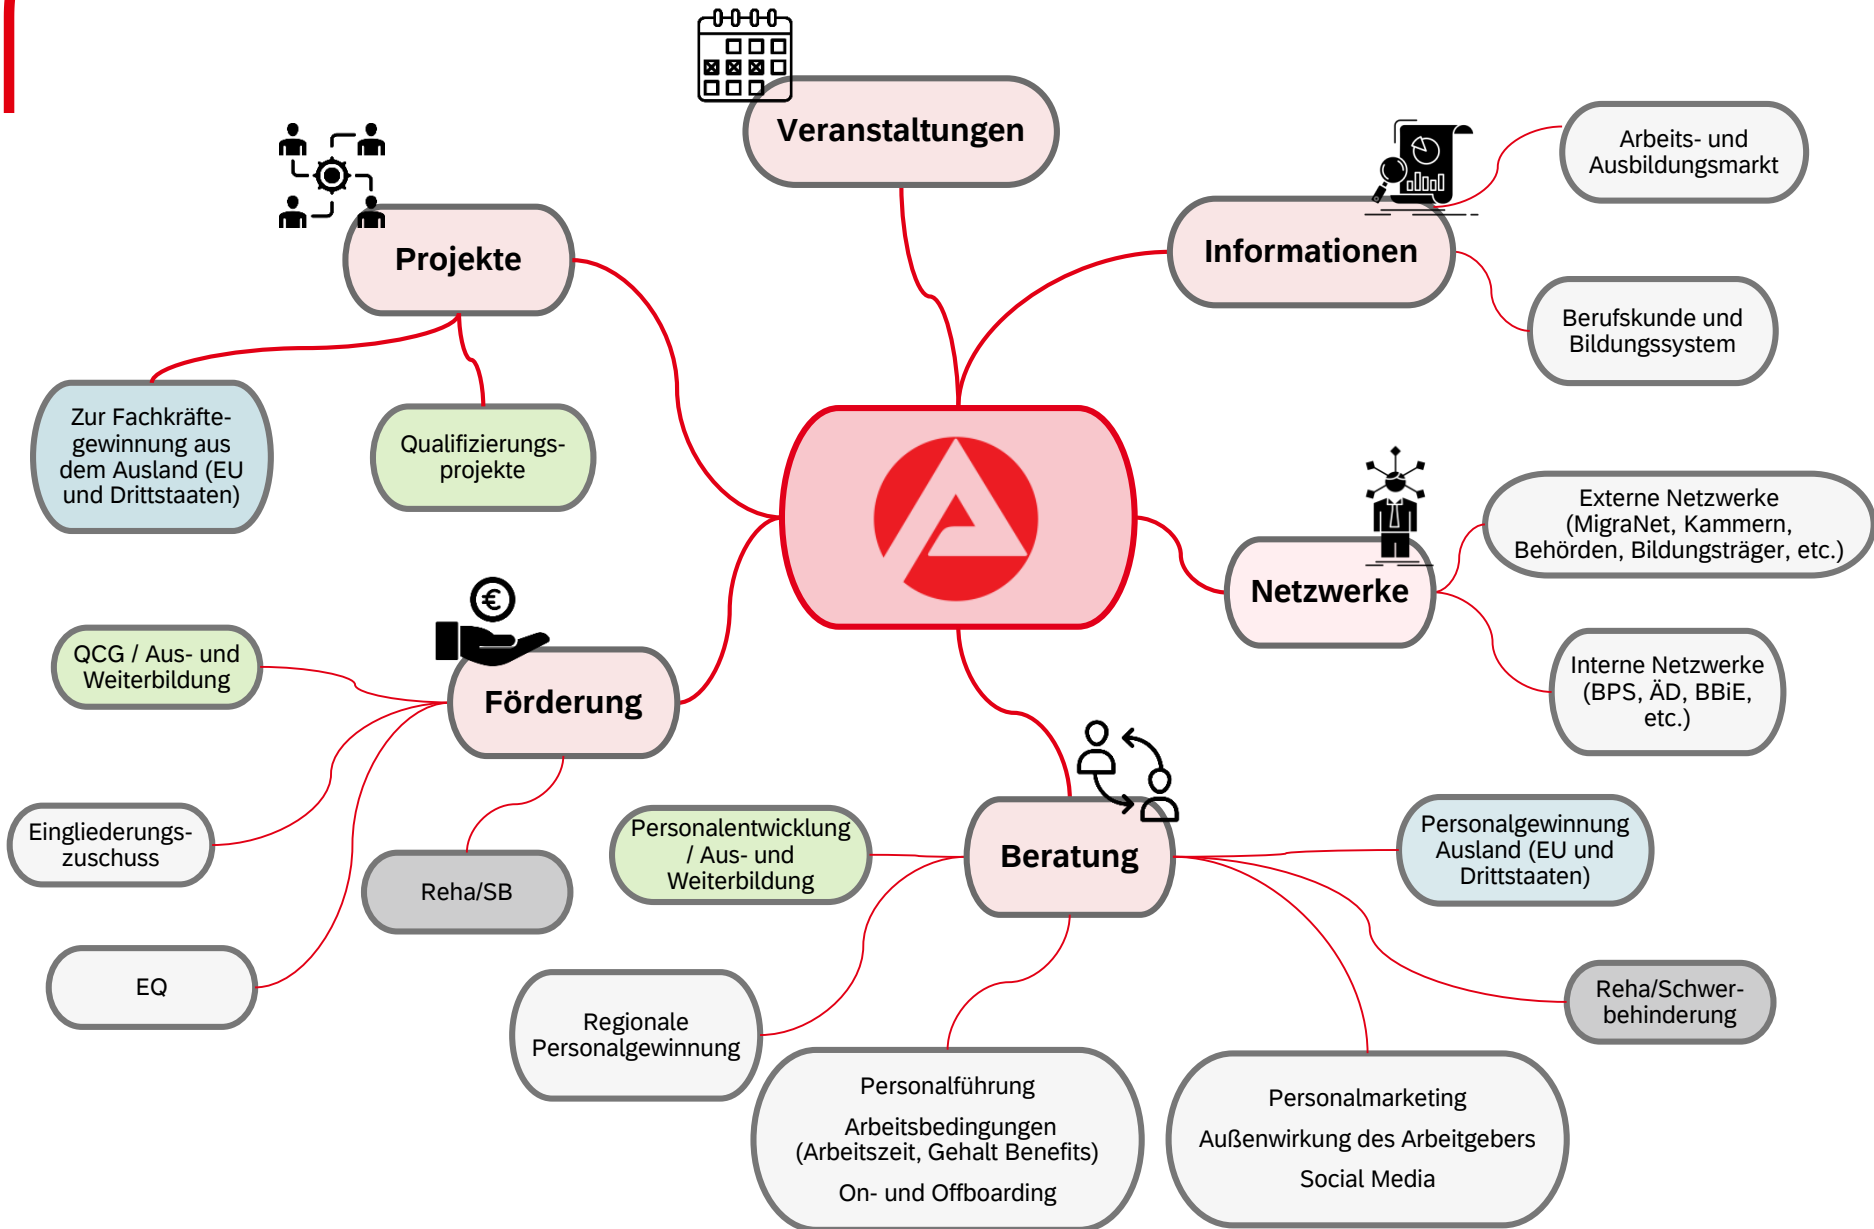 Veranstaltungen
Projekte
Informationen
Arbeits- und
Ausbildungsmarkt
Berufskunde und
Bildungssystem
Zur Fachkräfte-
gewinnung aus
dem Ausland (EU
und Drittstaaten)
Qualifizierungs-
projekte
Netzwerke
Externe Netzwerke
(MigraNet, Kammern,
Behörden, Bildungsträger, etc.)
Interne Netzwerke
(BPS, ÄD, BBiE,
etc.)
€
Förderung
QCG / Aus- und
Weiterbildung
Eingliederungs-
zuschuss
EQ
Reha/SB
Beratung
Personalentwicklung
/ Aus- und
Weiterbildung
Regionale
Personalgewinnung
Personalführung
Arbeitsbedingungen
(Arbeitszeit, Gehalt Benefits)
On- und Offboarding
Personalmarketing
Außenwirkung des Arbeitgebers
Social Media
Personalgewinnung
Ausland (EU und
Drittstaaten)
Reha/Schwer-
behinderung